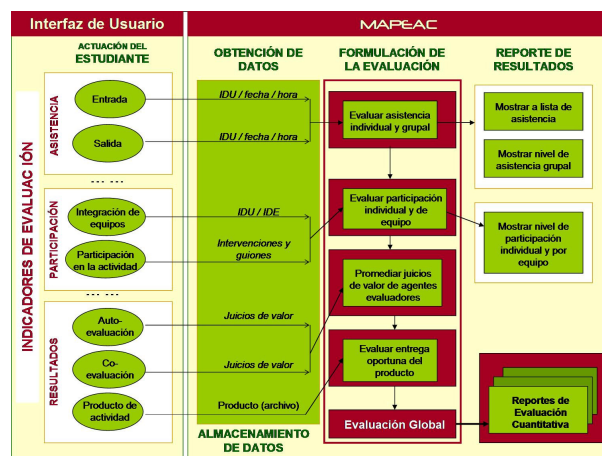 Interfaz de Usuario
MAPEAC
ACTUACIÓN DEL
ESTUDIANTE
OBTENCIÓN DE
DATOS
FORMULACIÓN DE
LA EVALUACIÓN
REPORTE DE
RESULTADOS
INDICADORES DE EVALUAC IÓN
ASISTENCIA
Entrada
Salida
IDU / fecha / hora
IDU / fecha / hora
Evaluar asistencia
individual y grupal
Mostrar a lista de
asistencia
Mostrar nivel de
asistencia grupal
... ...
PARTICIPACIÓN
Integración de
equipos
Participación
en la actividad
IDU / IDE
Intervenciones y
guiones
Evaluar participación
individual y de
equipo
Mostrar nivel de
participación
individual y por
equipo
... ...
RESULTADOS
Auto-
evaluación
Co-
evaluación
Producto de
actividad
Juicios de valor
Juicios de valor
Producto (archivo)
Promediar juicios
de valor de agentes
evaluadores
Evaluar entrega
oportuna del
producto
Evaluación Global
Reportes de
Evaluación
Cuantitativa
ALMACENAMIENTO
DE DATOS